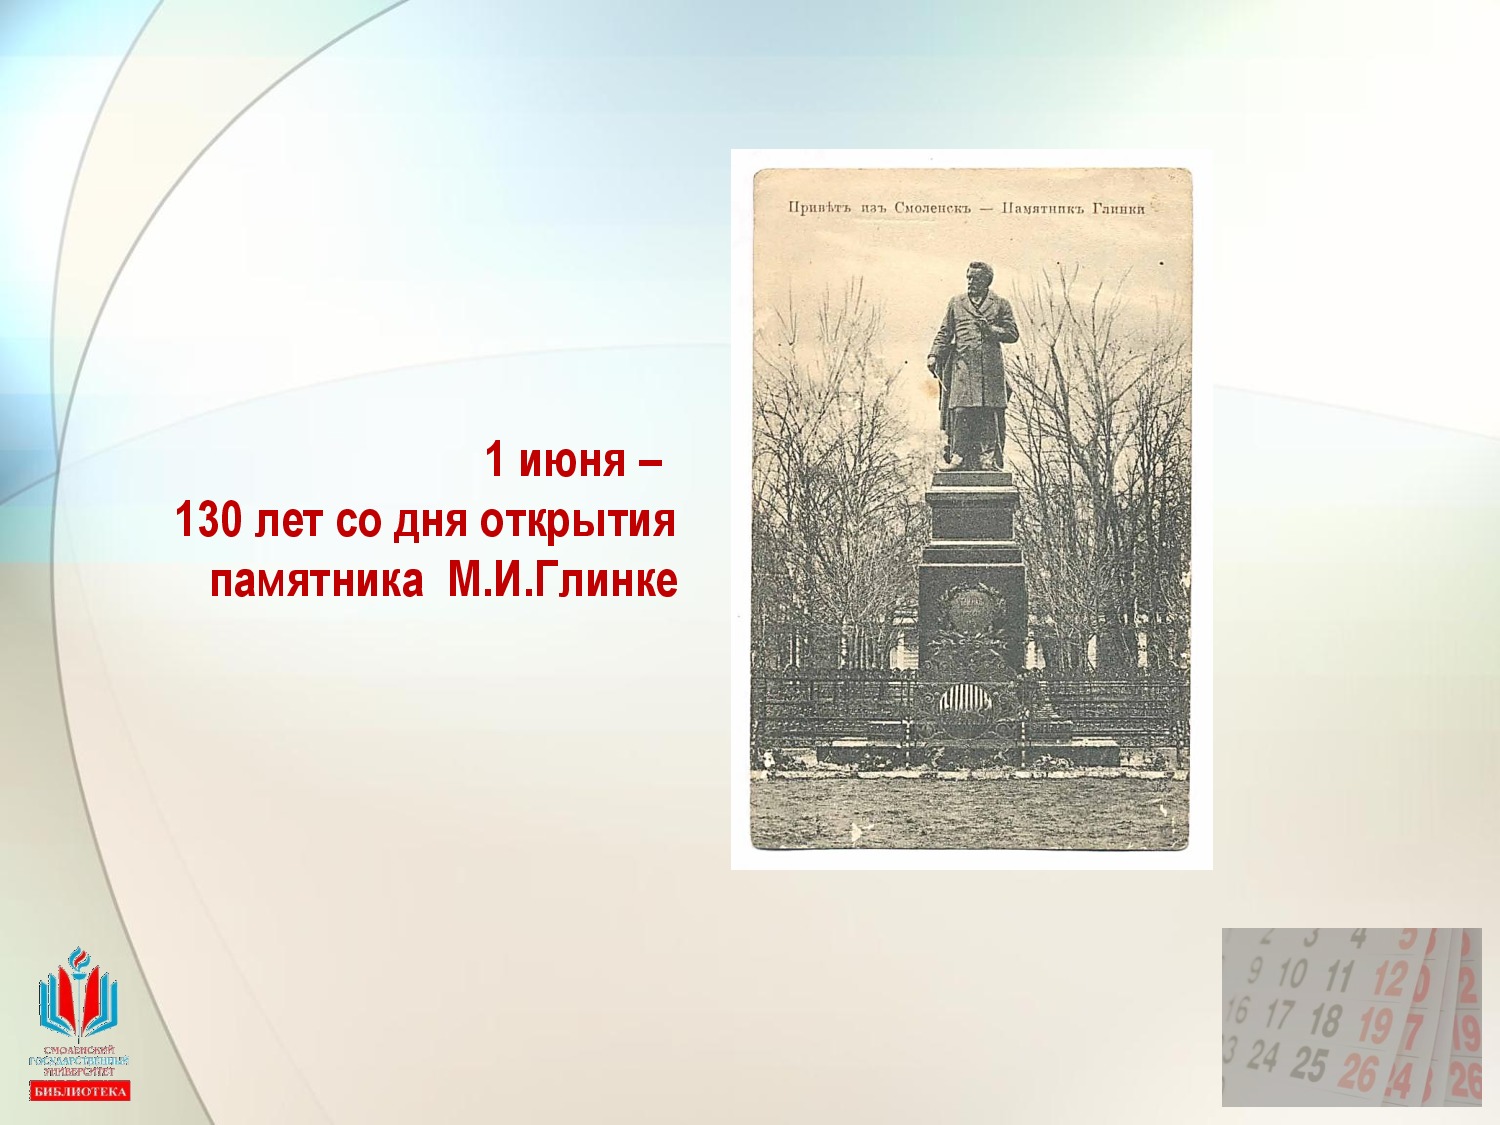 Привѣтъ изъ Смоленскъ — Памятникъ Глинки
1 июня –
130 лет со дня открытия
памятника М.И.Глинке
СМОЛЕНСКИЙ
ГОСУДАРСТВЕННЫЙ
УНИВЕРСИТЕТ
БИБЛИОТЕКА
2 3 4 5
9 10 11 12
16 17 18 19
24 25 26